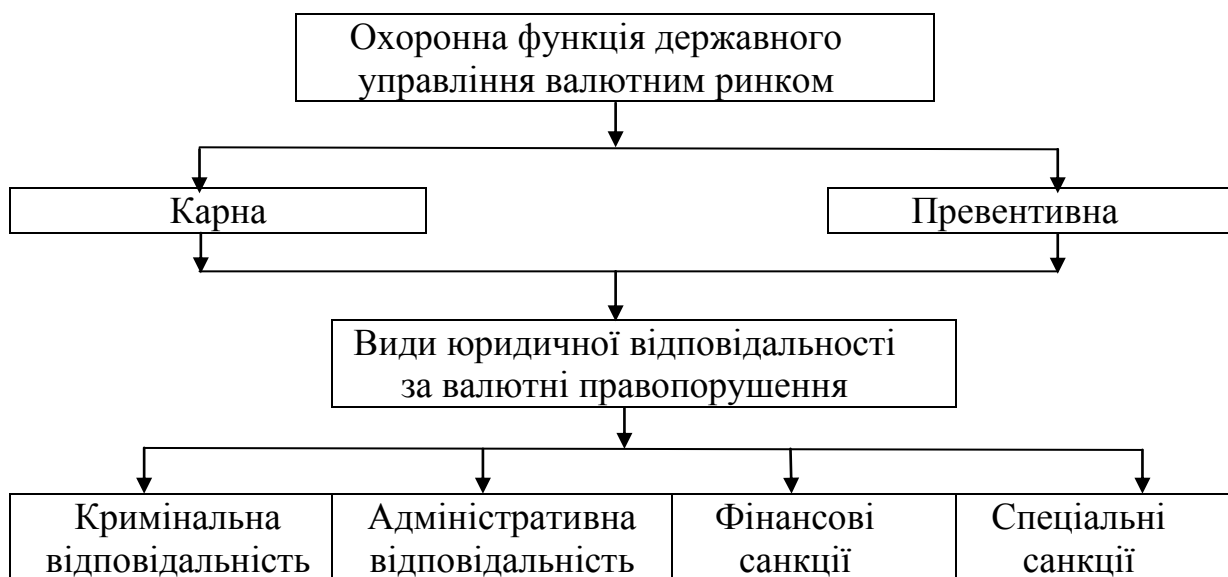 Охоронна функція державного
управління валютним ринком
Карна
Превентивна
Види юридичної відповідальності
за валютні правопорушення
Кримінальна
відповідальність
Адміністративна
відповідальність
Фінансові
санкції
Спеціальні
санкції